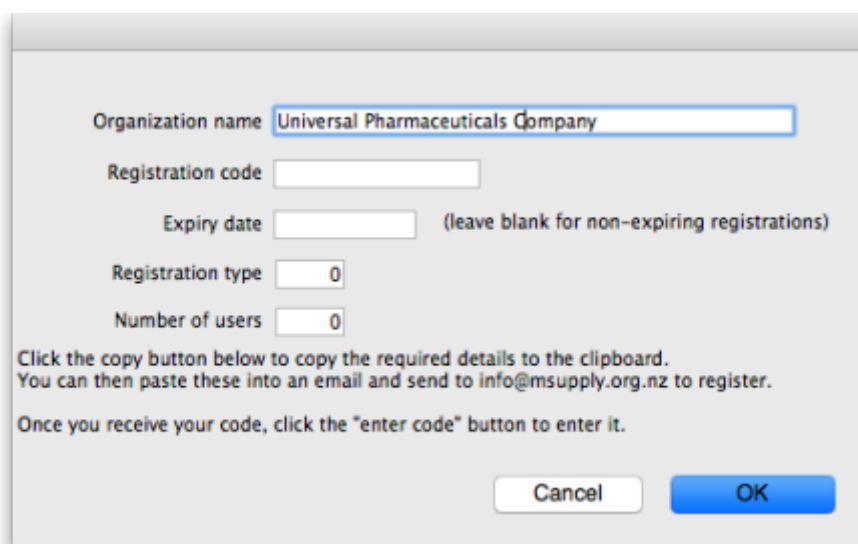 Organization name Universal Pharmaceuticals Company
Registration code
Expiry date (leave blank for non-expiring registrations)
Registration type 0
Number of users 0
Click the copy button below to copy the required details to the clipboard.
You can then paste these into an email and send to info@msupply.org.nz to register.
Once you receive your code, click the "enter code" button to enter it.
Cancel OK